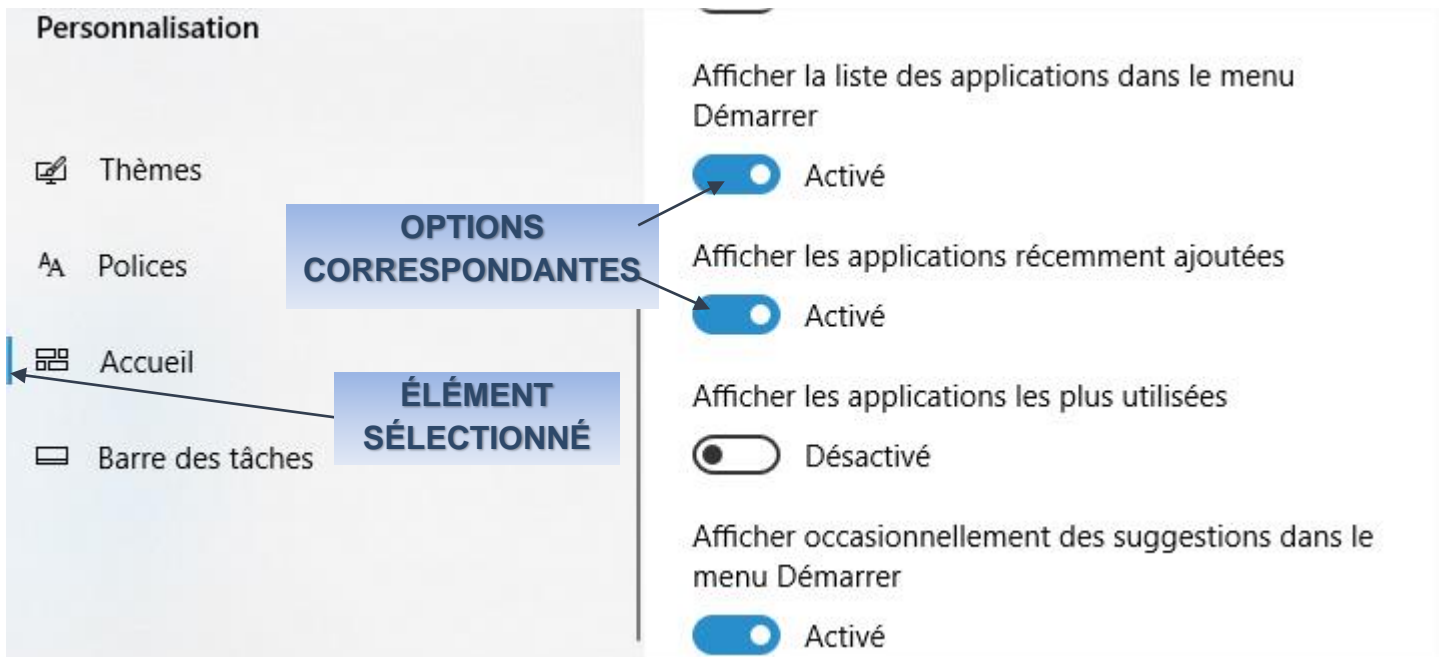 Personnalisation
Thèmes
Polices
Accueil
Barre des tâches
OPTIONS
CORRESPONDANTES
ÉLÉMENT
SÉLECTIONNÉ
Afficher la liste des applications dans le menu
Démarrer
Activé
Afficher les applications récemment ajoutées
Activé
Afficher les applications les plus utilisées
Désactivé
Afficher occasionnellement des suggestions dans le
menu Démarrer
Activé